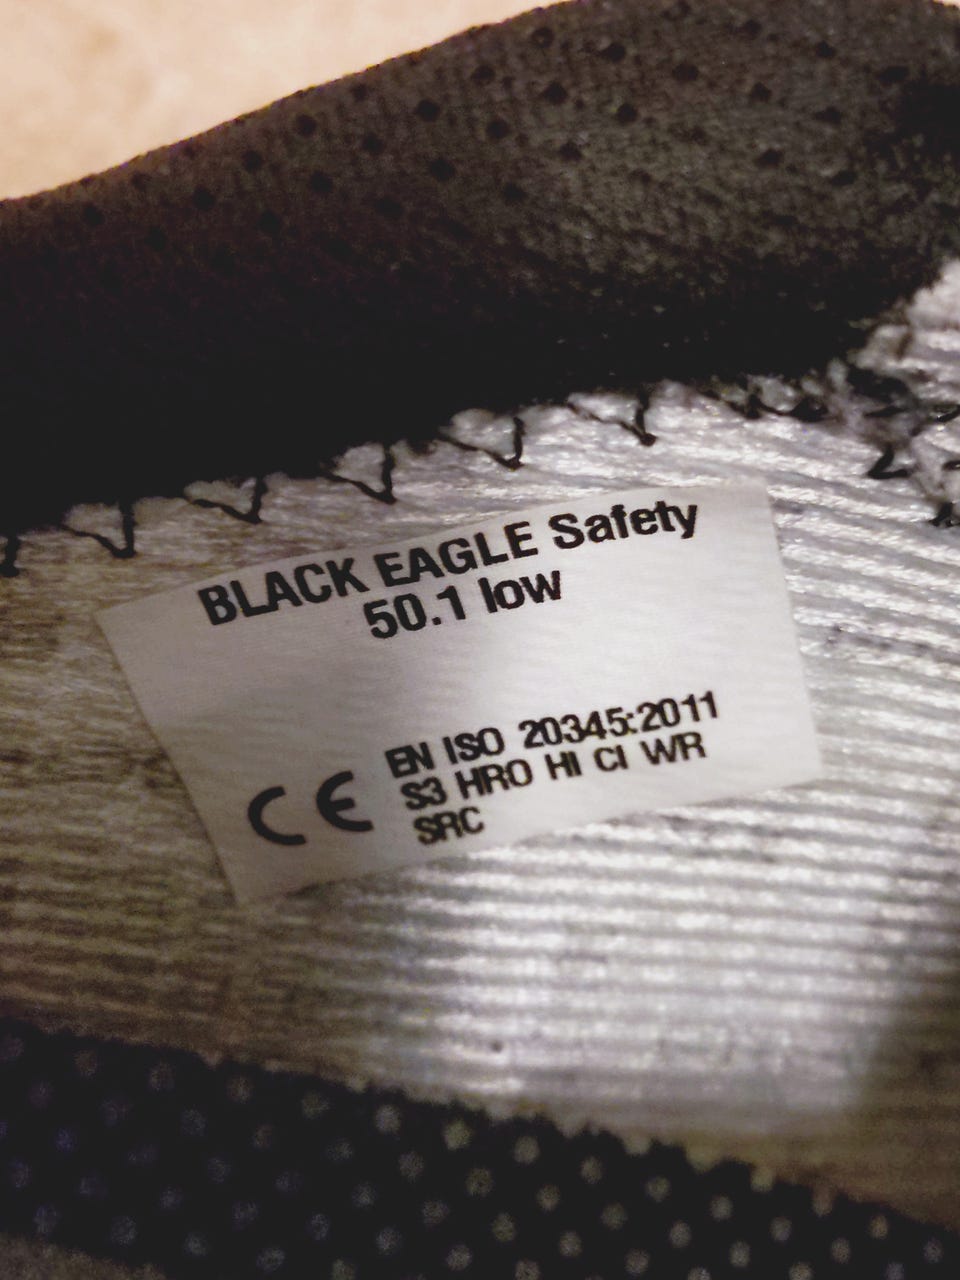 BLACK EAGLE Safety
50.1 low
CE
EN ISO 20345:2011
S3 HRO HI CI WR
SRC